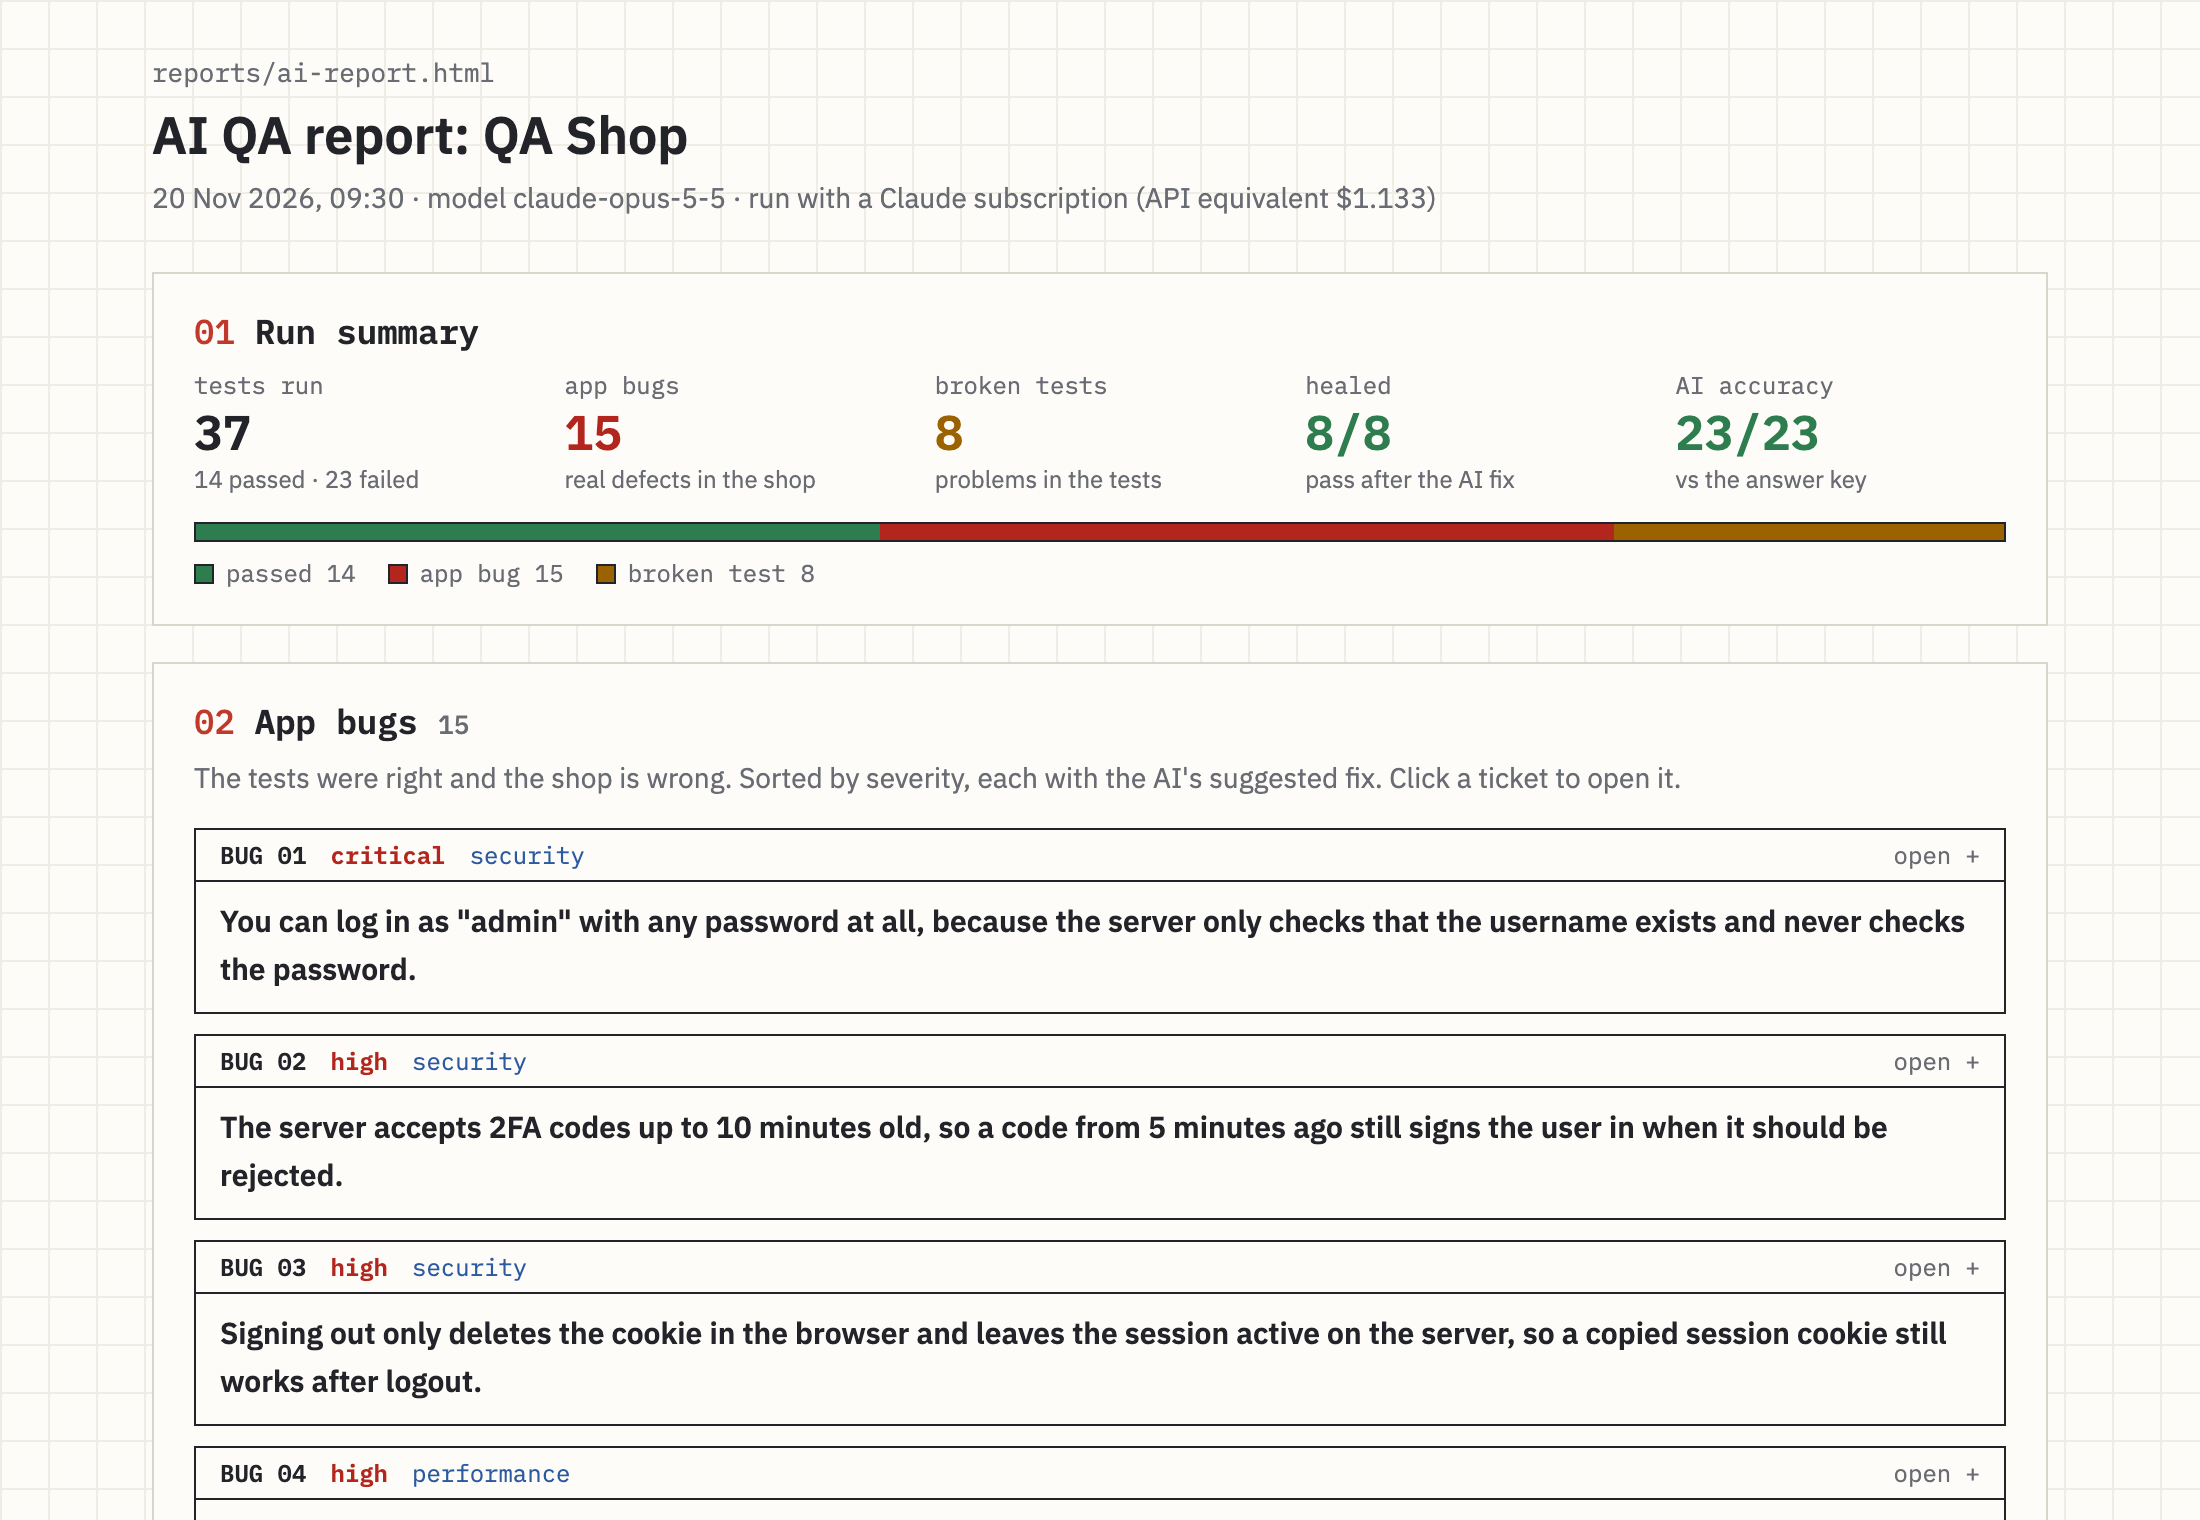 reports/ai-report.html
AI QA report: QA Shop
20 Nov 2026, 09:30 · model claude-opus-5-5 · run with a Claude subscription (API equivalent $1.133)
01 Run summary
tests run
37
14 passed · 23 failed
app bugs
15
real defects in the shop
broken tests
8
problems in the tests
healed
8/8
pass after the AI fix
AI accuracy
23/23
vs the answer key
passed 14 app bug 15 broken test 8
02 App bugs 15
The tests were right and the shop is wrong. Sorted by severity, each with the AI's suggested fix. Click a ticket to open it.
BUG 01 critical security open +
You can log in as "admin" with any password at all, because the server only checks that the username exists and never checks
the password.
BUG 02 high security open +
The server accepts 2FA codes up to 10 minutes old, so a code from 5 minutes ago still signs the user in when it should be
rejected.
BUG 03 high security open +
Signing out only deletes the cookie in the browser and leaves the session active on the server, so a copied session cookie still
works after logout.
BUG 04 high performance open +